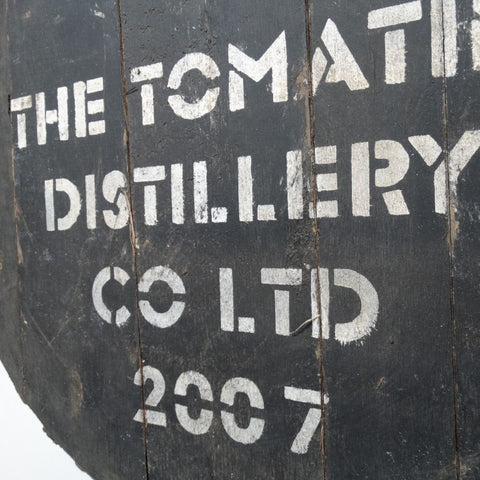 THE TOMATI
DISTILLERY
CO LTD
2007